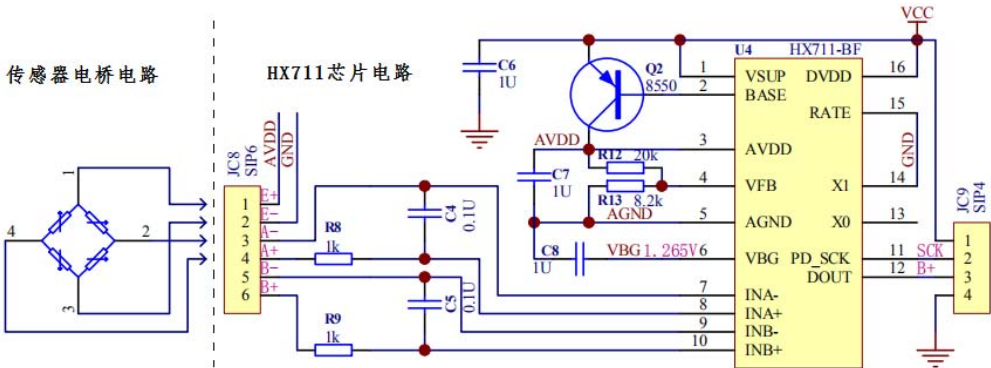 传感器电桥电路
HX711芯片电路
VCC
U4 HX711-BF
C6
1U
Q2
8550
1 VSUP DVDD 16
2 BASE
RATE 15
AVDD 3 AVDD
GND
R12 20k
C7
1U
4 VFB X1 14
R13 8.2k
AGND 5 AGND X0 13
C8
1U
VBG 1.265V 6 VBG PD_SCK 11 SCK
DOUT 12 B+
7 INA-
8 INA+
9 INB-
10 INB+
JC9
SIP4
1
2
3
4
JC8
SIP6
AVDD
GND
1 E+
2 E-
3 A-
4 A+
5 B-
6 B+
R8
1k
C4
0.1U
C5
0.1U
R9
1k
1
4 2
3